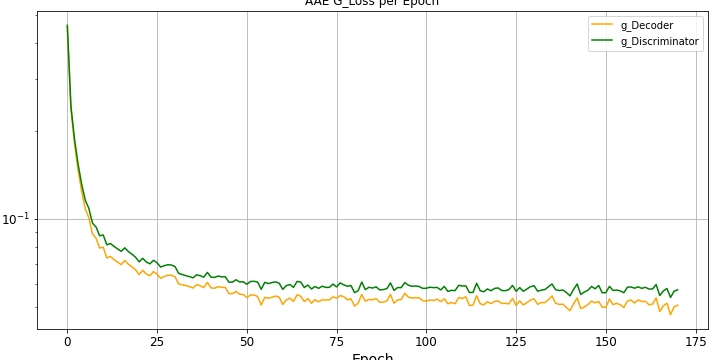 AAE G_Loss per Epoch
g_Decoder
g_Discriminator
10⁻¹
0 25 50 75 100 125 150 175
Epoch